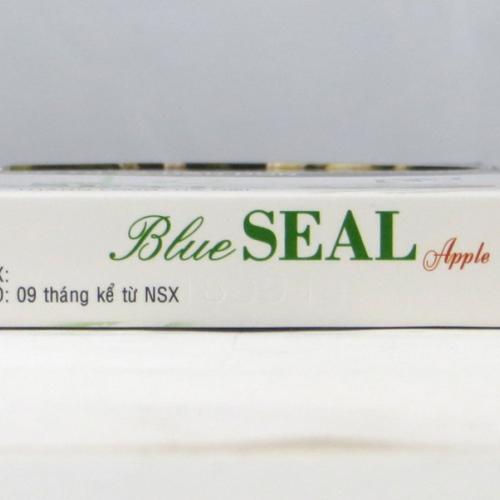 Blue SEAL Apple
X:
D: 09 tháng kể từ NSX